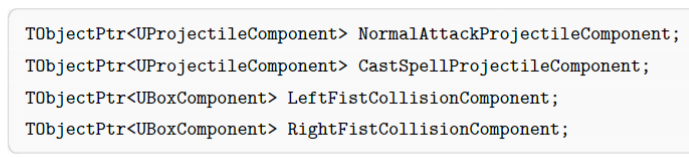 TObjectPtr<UProjectileComponent> NormalAttackProjectileComponent;
TObjectPtr<UProjectileComponent> CastSpellProjectileComponent;
TObjectPtr<UBoxComponent> LeftFistCollisionComponent;
TObjectPtr<UBoxComponent> RightFistCollisionComponent;